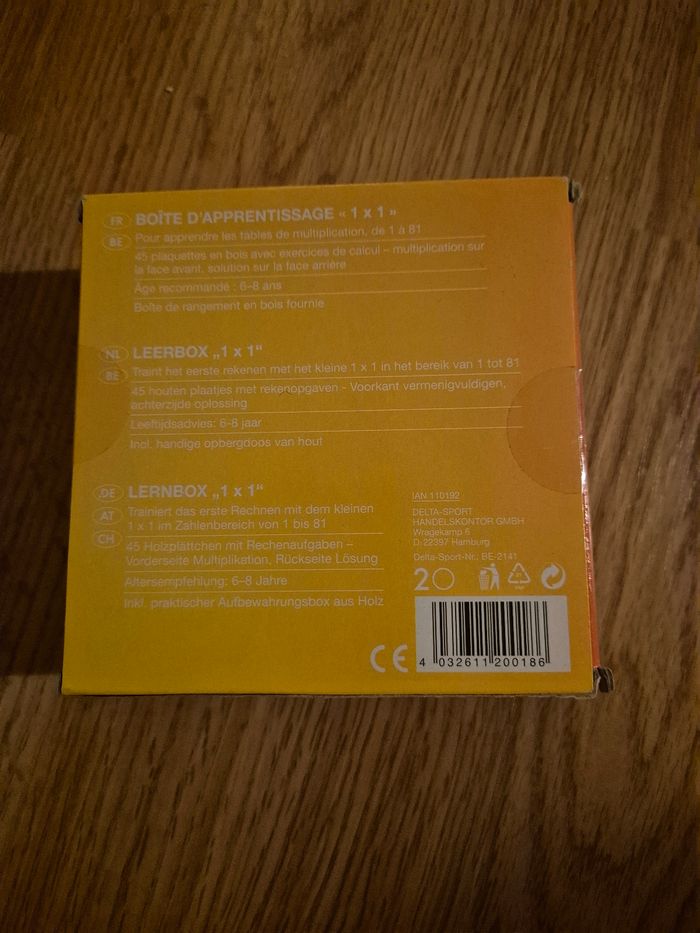 FR BOÎTE D'APPRENTISSAGE « 1 x 1 »
BE Pour apprendre les tables de multiplication, de 1 à 81
45 plaquettes en bois avec exercices de calcul – multiplication sur
la face avant, solution sur la face arrière
Âge recommandé : 6–8 ans
Boîte de rangement en bois fournie
NL LEERBOX „1 x 1“
BE Traint het eerste rekenen met het kleine 1 x 1 in het bereik van 1 tot 81
45 houten plaatjes met rekenopgaven - Voorkant vermenigvuldigen,
achterzijde oplossing
Leeftijdsadvies: 6-8 jaar
Incl. handige opbergdoos van hout
DE LERNBOX „1 x 1“
AT Trainiert das erste Rechnen mit dem kleinen
CH 1 x 1 im Zahlenbereich von 1 bis 81
45 Holzplättchen mit Rechenaufgaben –
Vorderseite Multiplikation, Rückseite Lösung
Altersempfehlung: 6–8 Jahre
Inkl. praktischer Aufbewahrungsbox aus Holz
IAN 110192
DELTA-SPORT
HANDELSKONTOR GMBH
Wragekamp 6
D-22397 Hamburg
Delta-Sport-Nr.: BE-2141
20
CE
4 032611 200186